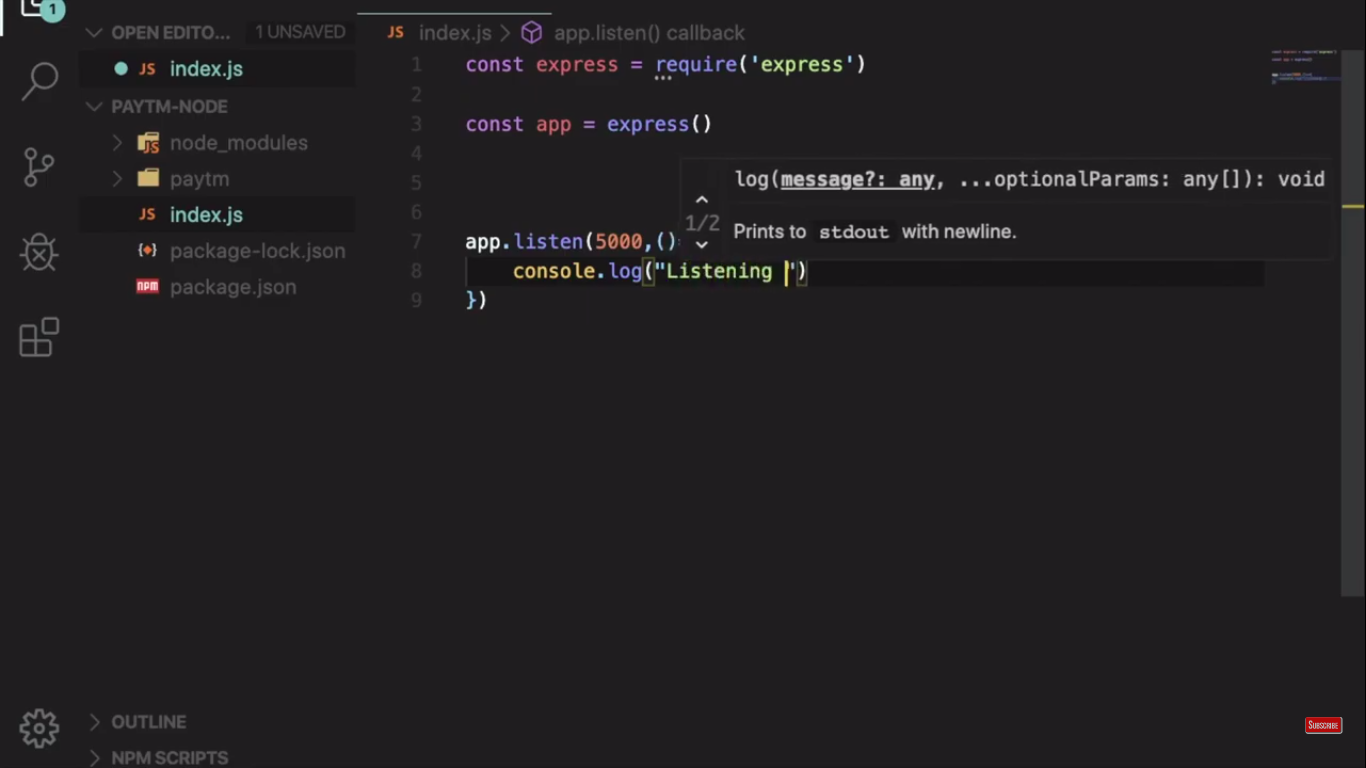 1
OPEN EDITO... 1 UNSAVED
JS index.js
PAYTM-NODE
JS node_modules
paytm
JS index.js
package-lock.json
npm package.json
OUTLINE
NPM SCRIPTS
JS index.js > app.listen() callback
1 const express = require('express')
2
3 const app = express()
4
5
6
7 app.listen(5000,()=
8 console.log("Listening ")
9 })
log(message?: any, ...optionalParams: any[]): void
1/2
Prints to stdout with newline.
SUBSCRIBE